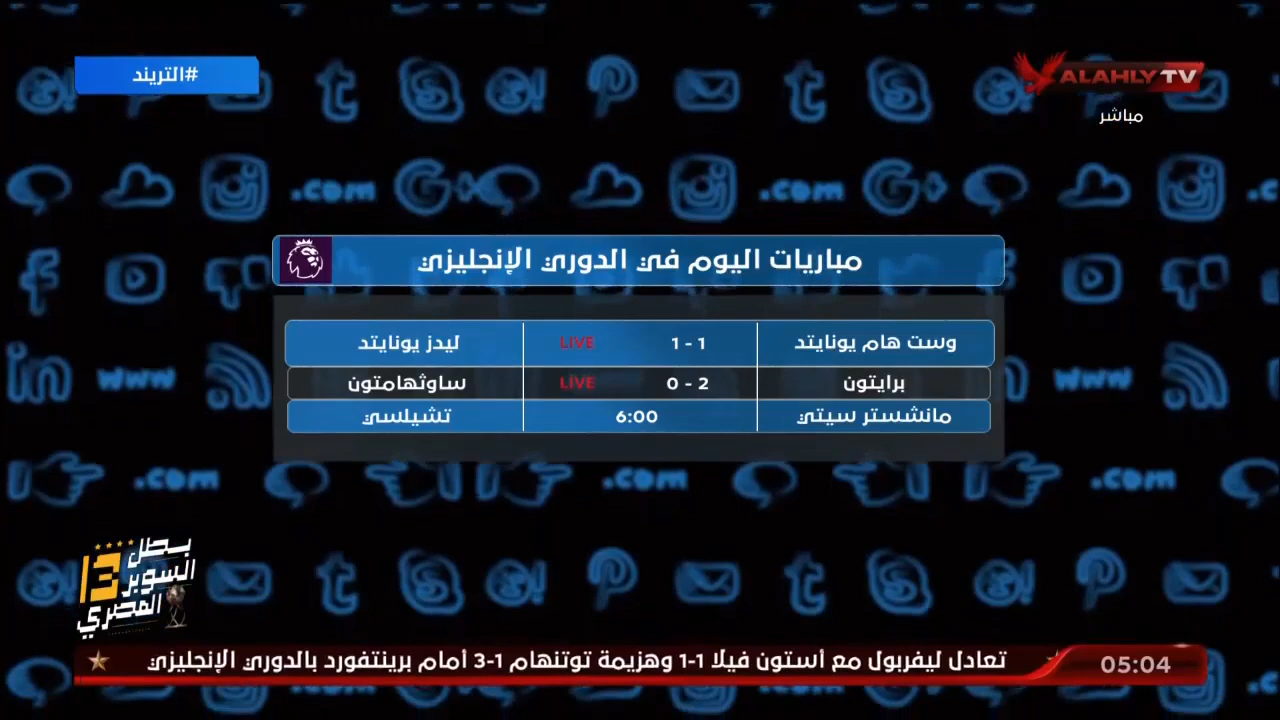 #التريند
ALAHLY TV
مباشر
مباريات اليوم في الدوري الإنجليزي
وست هام يونايتد 1 - 1 LIVE ليدز يونايتد
برايتون 2 - 0 LIVE ساوثهامتون
مانشستر سيتي 6:00 تشيلسي
بطل
السوبر 13
المصري
05:04 تعادل ليفربول مع أستون فيلا 1-1 وهزيمة توتنهام 1-3 أمام برينتفورد بالدوري الإنجليزي